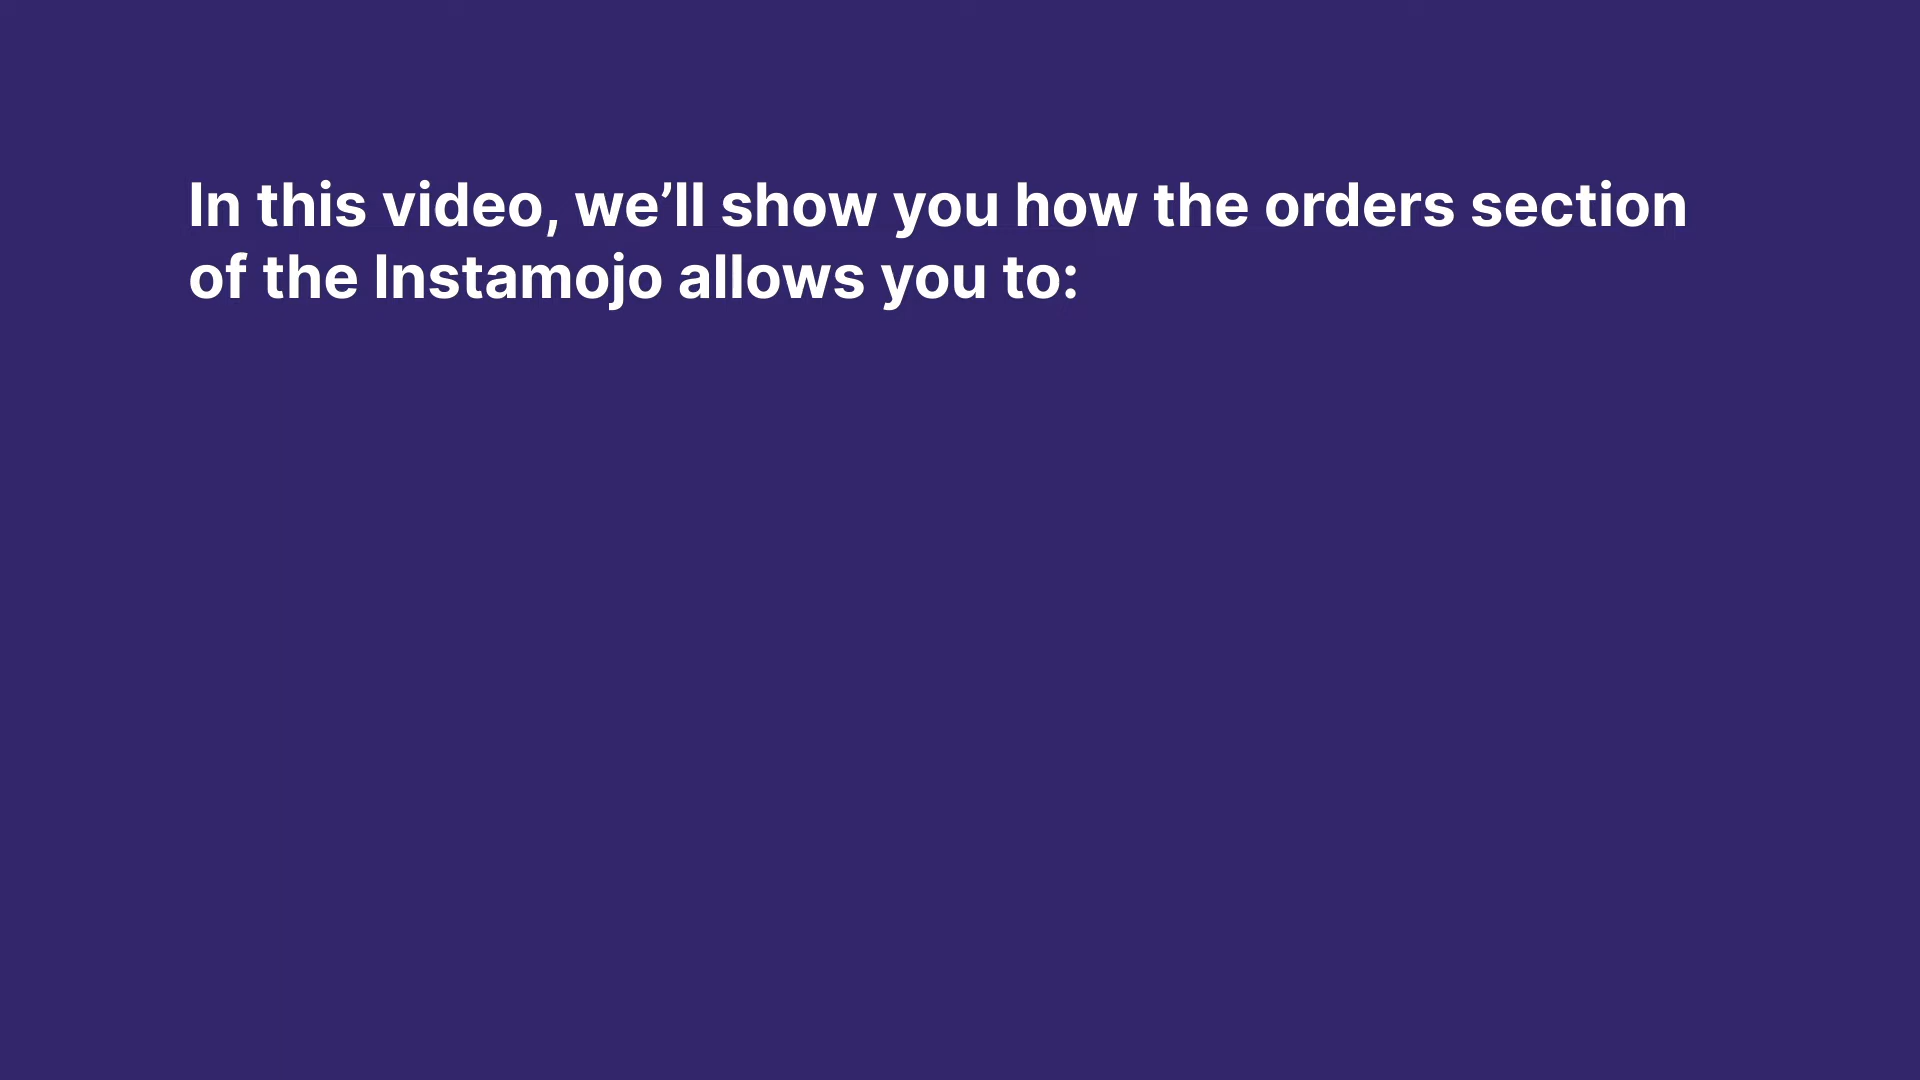 In this video, we’ll show you how the orders section
of the Instamojo allows you to: